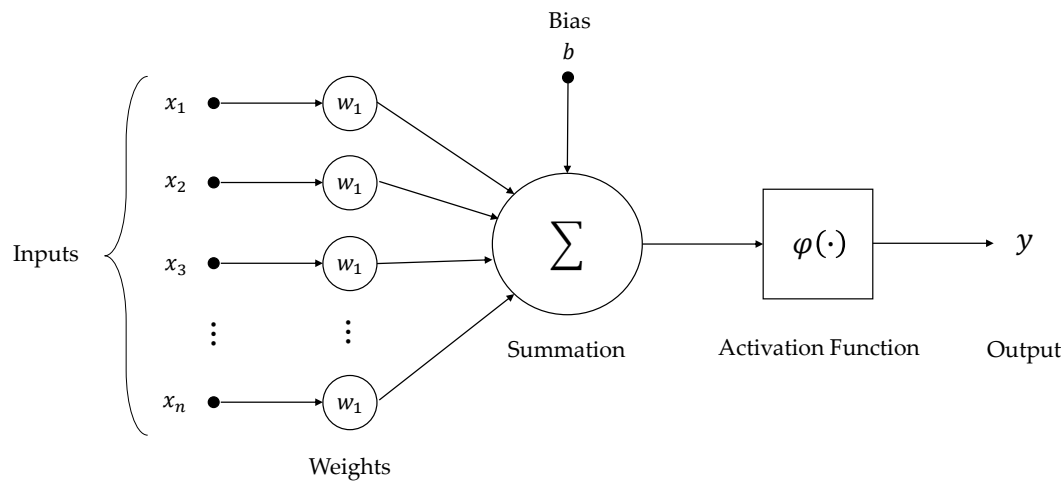 Bias
b
x₁
w₁
x₂
w₁
Inputs
x₃
w₁
∑
φ(·)
y
⋮
⋮
Summation
Activation Function
Output
xₙ
w₁
Weights